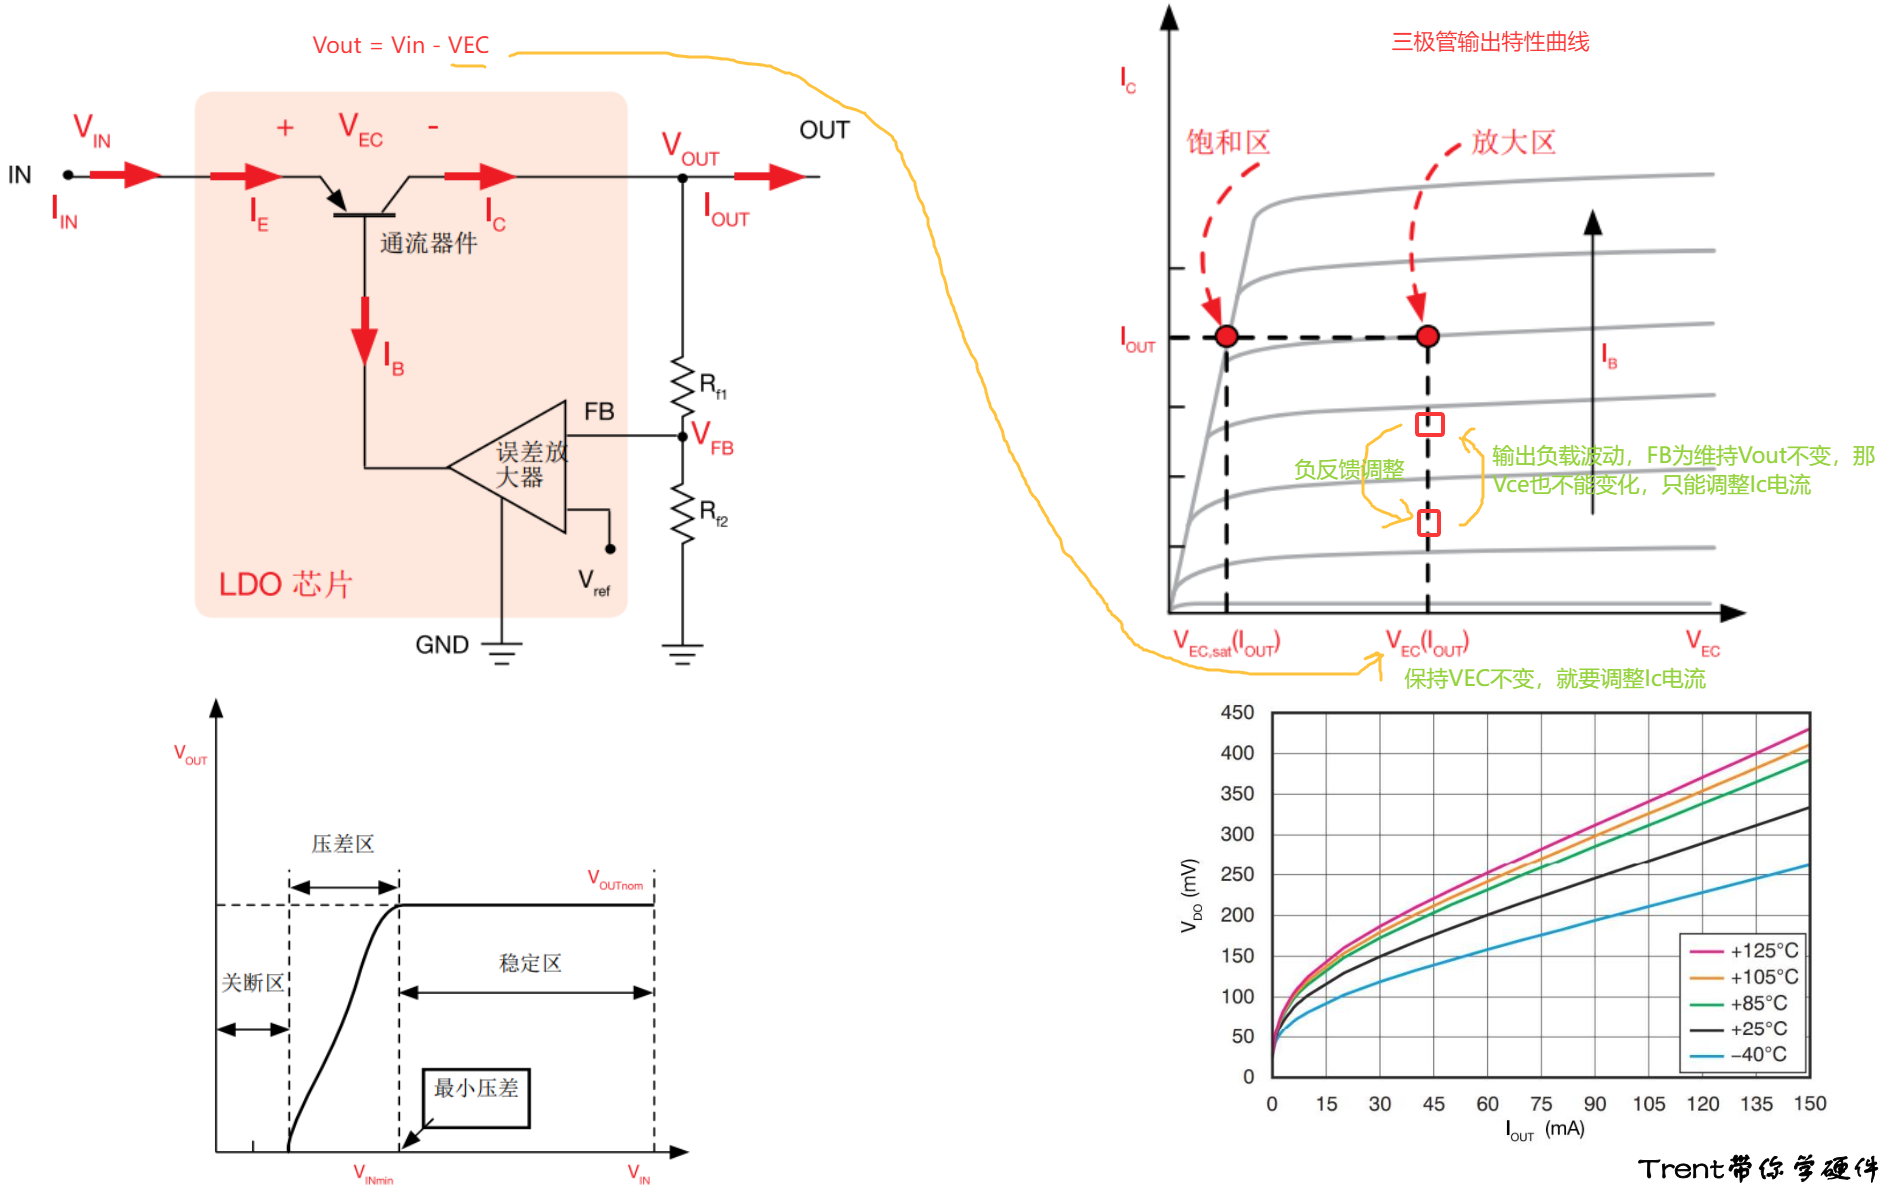 Vout = Vin - VEC
IN
VIN
IIN
+ VEC -
IE
IC
VOUT
OUT
IOUT
通流器件
IB
Rf1
FB
VFB
误差放
大器
Rf2
Vref
LDO 芯片
GND
三极管输出特性曲线
IC
饱和区
放大区
IOUT
IB
负反馈调整
输出负载波动，FB为维持Vout不变，那
Vce也不能变化，只能调整Ic电流
VEC,sat(IOUT)
VEC(IOUT)
VEC
保持VEC不变，就要调整Ic电流
VOUT
压差区
VOUTnom
关断区
稳定区
最小压差
VINmin
VIN
450
400
350
300
250
200
150
100
50
0
VDO (mV)
+125°C
+105°C
+85°C
+25°C
−40°C
0 15 30 45 60 75 90 105 120 135 150
IOUT (mA)
Trent带你学硬件